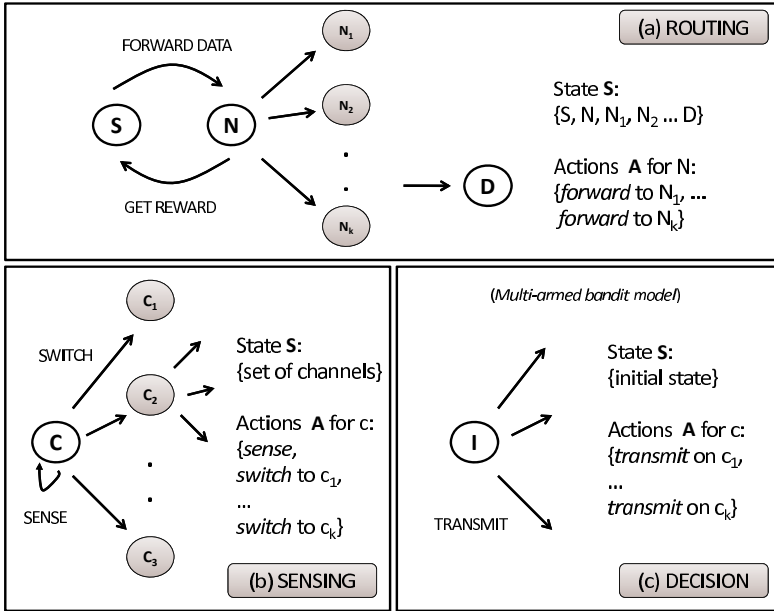 (a) ROUTING
FORWARD DATA
S
N
N1
N2
.
.
Nk
D
GET REWARD
State S:
{S, N, N1, N2 ... D}
Actions A for N:
{forward to N1, ...
forward to Nk}
C1
SWITCH
C2
C
SENSE
.
.
C3
State S:
{set of channels}
Actions A for c:
{sense,
switch to c1,
...
switch to ck}
(b) SENSING
(Multi-armed bandit model)
I
TRANSMIT
State S:
{initial state}
Actions A for c:
{transmit on c1,
...
transmit on ck}
(c) DECISION